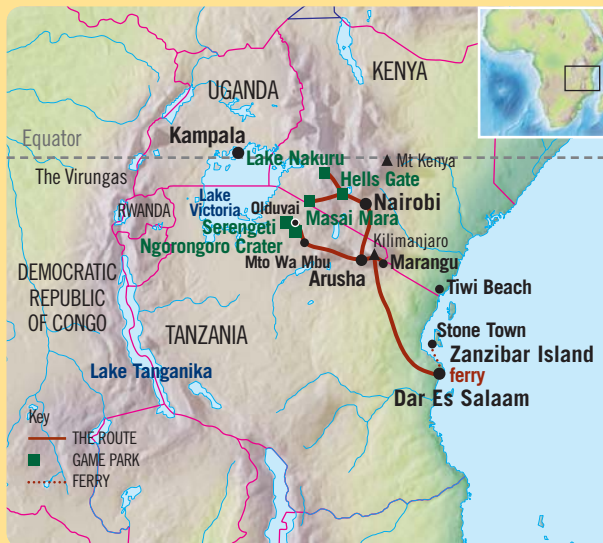 UGANDA
KENYA
Equator
Kampala
Lake Nakuru
Mt Kenya
The Virungas
Hells Gate
RWANDA
Lake
Victoria
Olduvai
Nairobi
Masai Mara
Serengeti
Ngorongoro Crater
Kilimanjaro
Mto Wa Mbu
Marangu
Arusha
DEMOCRATIC
REPUBLIC
OF CONGO
Tiwi Beach
TANZANIA
Stone Town
Zanzibar Island
Lake Tanganika
ferry
Dar Es Salaam
Key
THE ROUTE
GAME PARK
FERRY